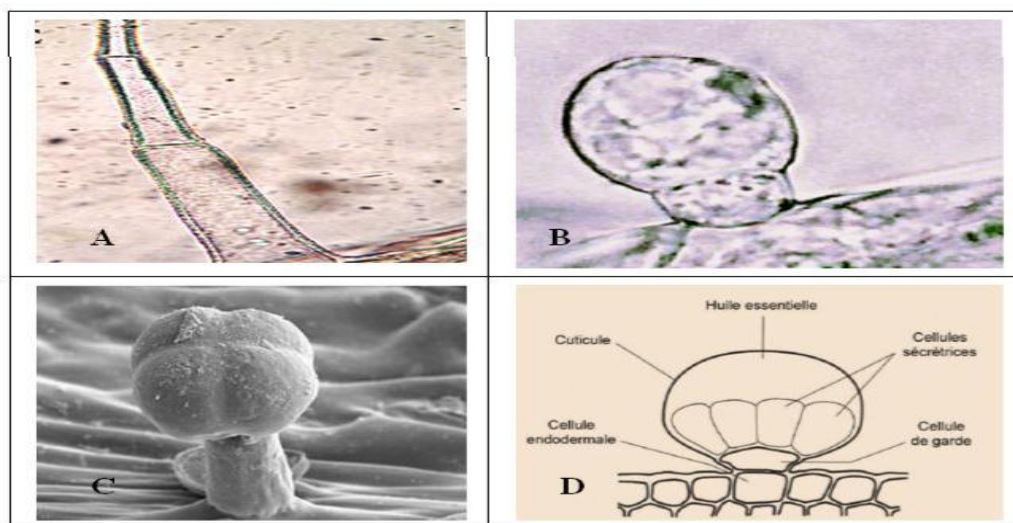 A
B
C
Huile essentielle
Cuticule
Cellules
sécrétrices
Cellule
endodermale
Cellule
de garde
D